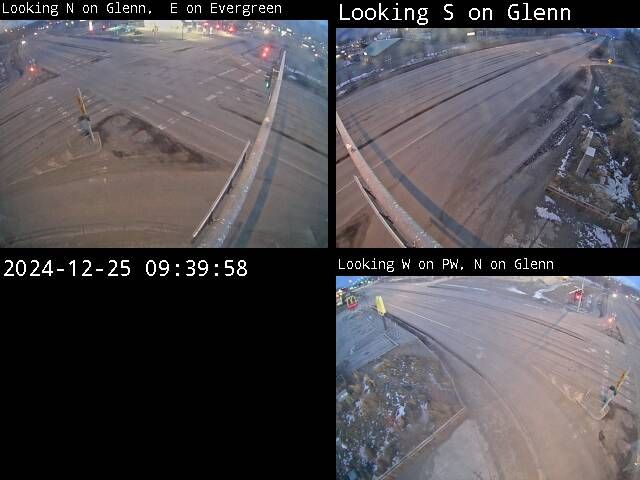 Looking N on Glenn,  E on Evergreen
Looking S on Glenn
2024-12-25 09:39:58
Looking W on PW, N on Glenn